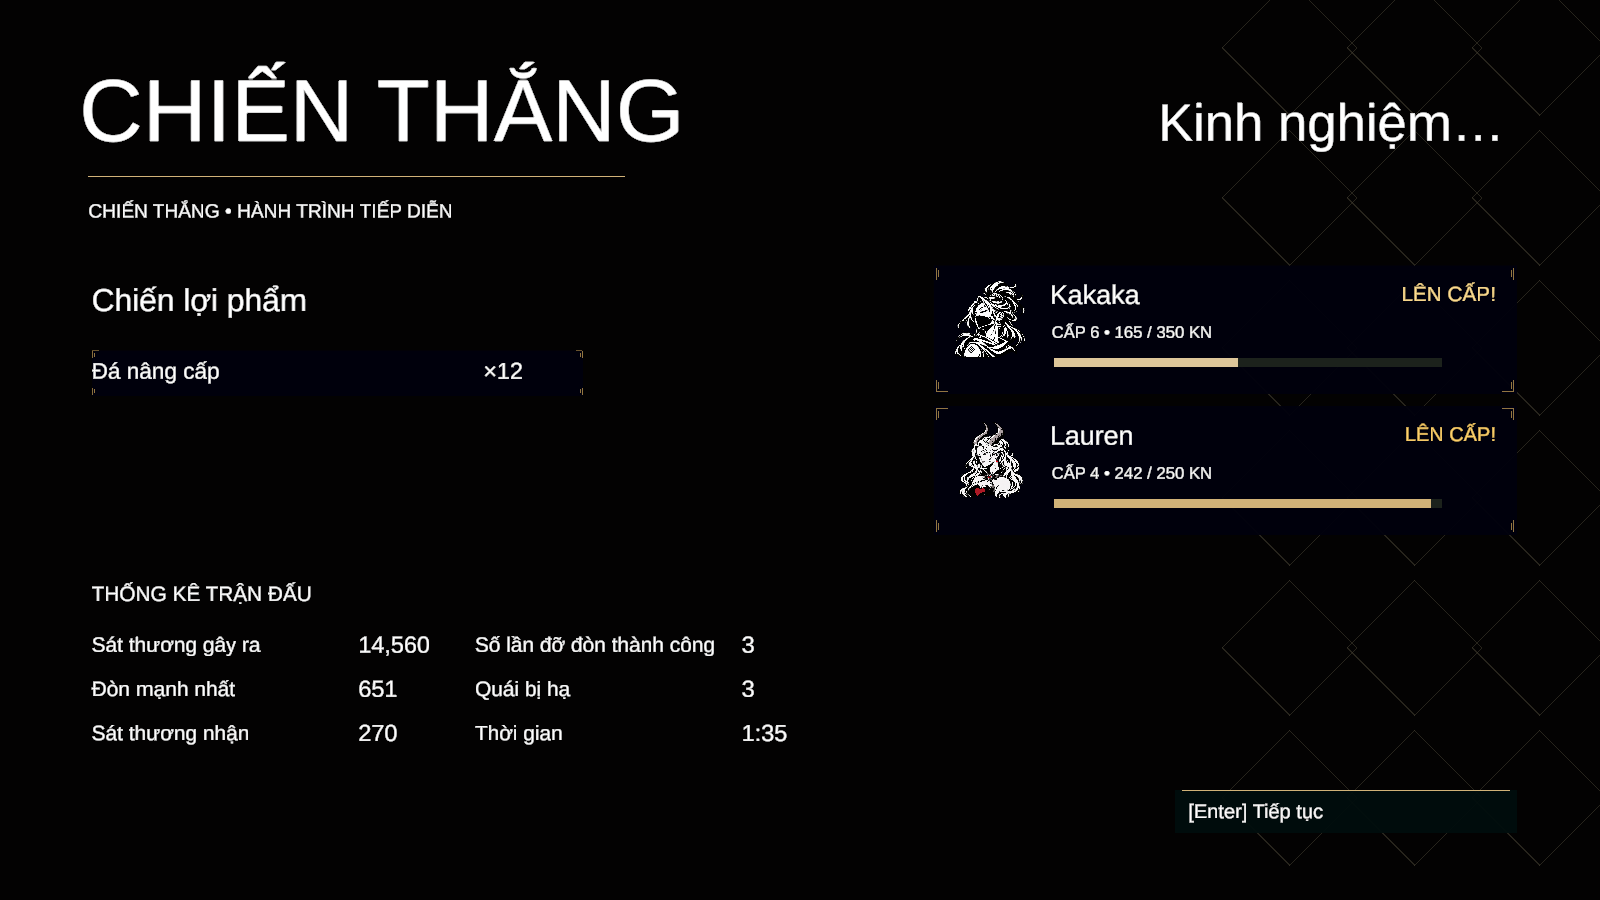 CHIẾN THẮNG
Kinh nghiệm…
CHIẾN THẮNG • HÀNH TRÌNH TIẾP DIỄN
Chiến lợi phẩm
Đá nâng cấp ×12
Kakaka LÊN CẤP!
CẤP 6 • 165 / 350 KN
Lauren LÊN CẤP!
CẤP 4 • 242 / 250 KN
THỐNG KÊ TRẬN ĐẤU
Sát thương gây ra 14,560 Số lần đỡ đòn thành công 3
Đòn mạnh nhất 651 Quái bị hạ 3
Sát thương nhận 270 Thời gian 1:35
[Enter] Tiếp tục